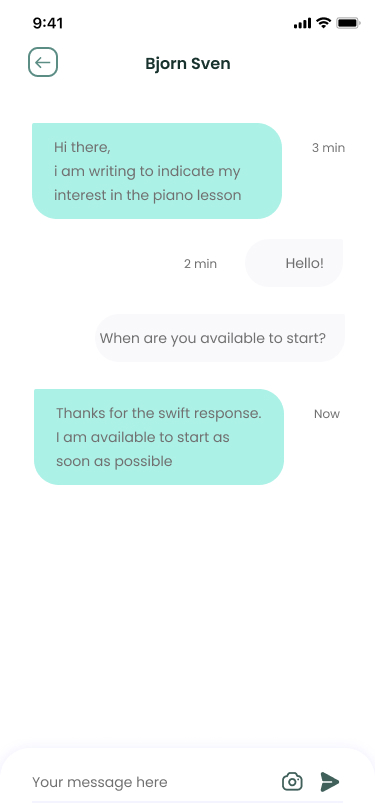 9:41
Bjorn Sven
Hi there,
3 min
i am writing to indicate my
interest in the piano lesson
2 min
Hello!
When are you available to start?
Thanks for the swift response.
Now
I am available to start as
soon as possible
Your message here